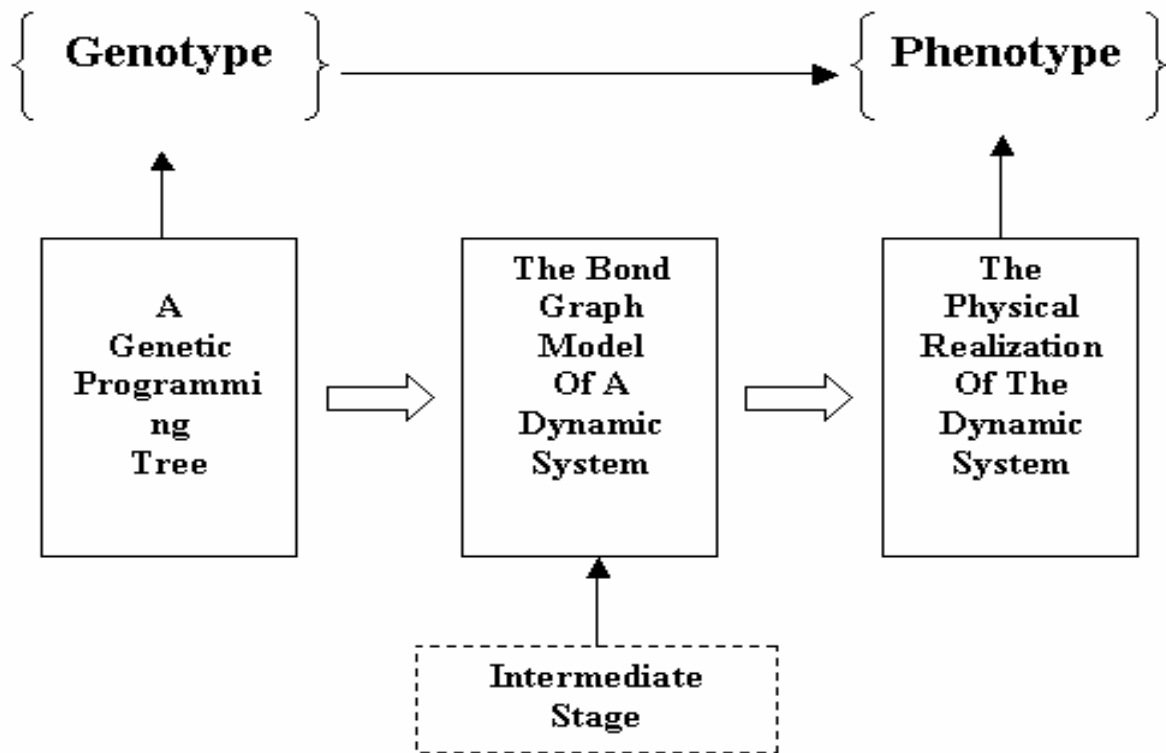 Genotype
Phenotype
A
Genetic
Programmi
ng
Tree
The Bond
Graph
Model
Of A
Dynamic
System
The
Physical
Realization
Of The
Dynamic
System
Intermediate
Stage